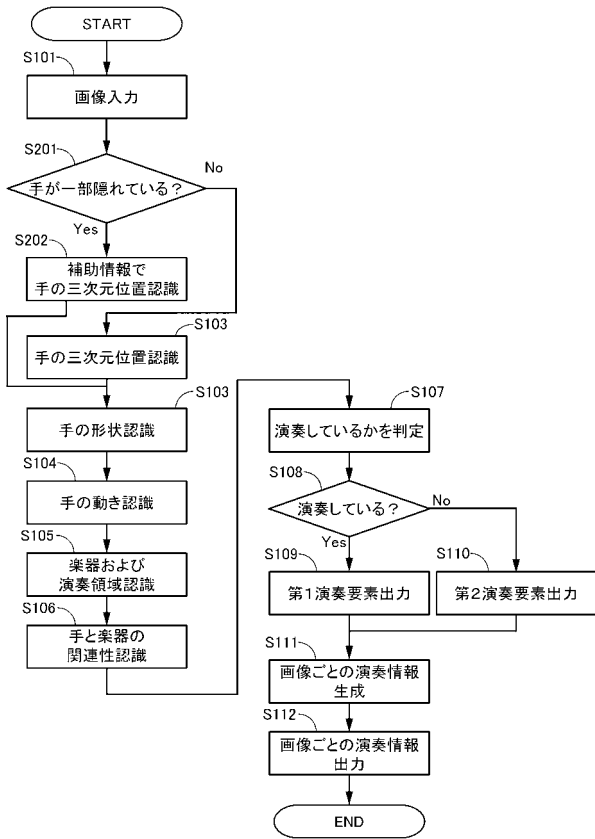 START
S101
画像入力
S201
手が一部隠れている?
No
Yes
S202
補助情報で
手の三次元位置認識
S103
手の三次元位置認識
S103
手の形状認識
S104
手の動き認識
S105
楽器および
演奏領域認識
S106
手と楽器の
関連性認識
S107
演奏しているかを判定
S108
演奏している?
No
Yes
S109
第1演奏要素出力
S110
第2演奏要素出力
S111
画像ごとの演奏情報
生成
S112
画像ごとの演奏情報
出力
END